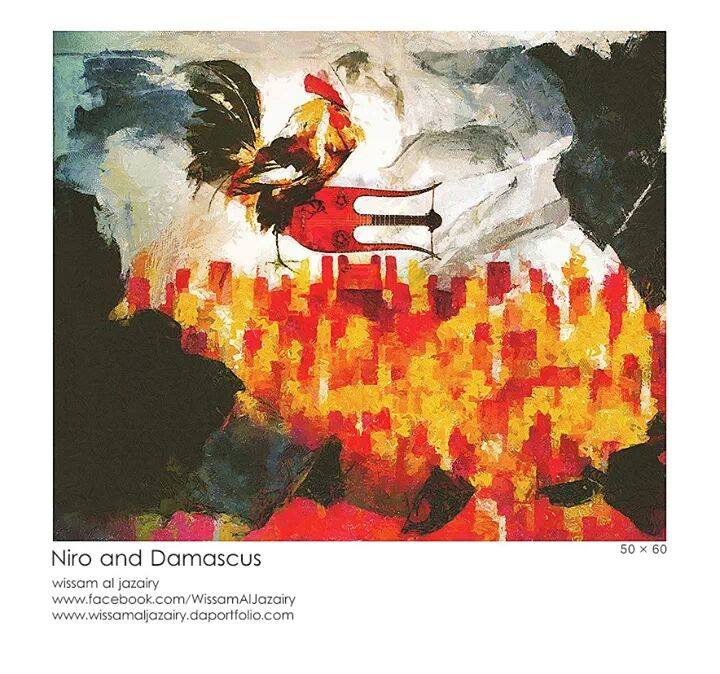 50 × 60
Niro and Damascus
wissam al jazairy
www.facebook.com/WissamAlJazairy
www.wissamaljazairy.daportfolio.com